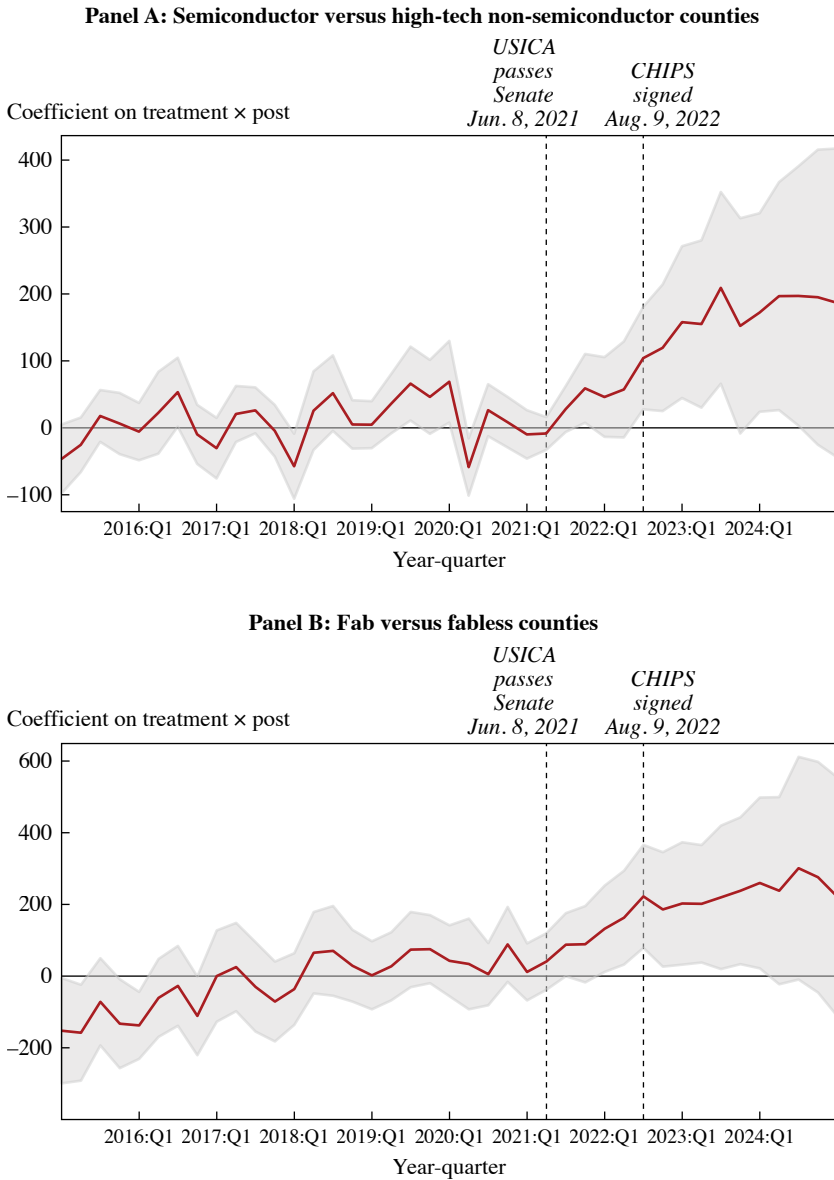 Panel A: Semiconductor versus high-tech non-semiconductor counties
USICA
passes
Senate
Jun. 8, 2021
CHIPS
signed
Aug. 9, 2022
Coefficient on treatment × post
400
300
200
100
0
−100
2016:Q1 2017:Q1 2018:Q1 2019:Q1 2020:Q1 2021:Q1 2022:Q1 2023:Q1 2024:Q1
Year-quarter
Panel B: Fab versus fabless counties
USICA
passes
Senate
Jun. 8, 2021
CHIPS
signed
Aug. 9, 2022
Coefficient on treatment × post
600
400
200
0
−200
2016:Q1 2017:Q1 2018:Q1 2019:Q1 2020:Q1 2021:Q1 2022:Q1 2023:Q1 2024:Q1
Year-quarter